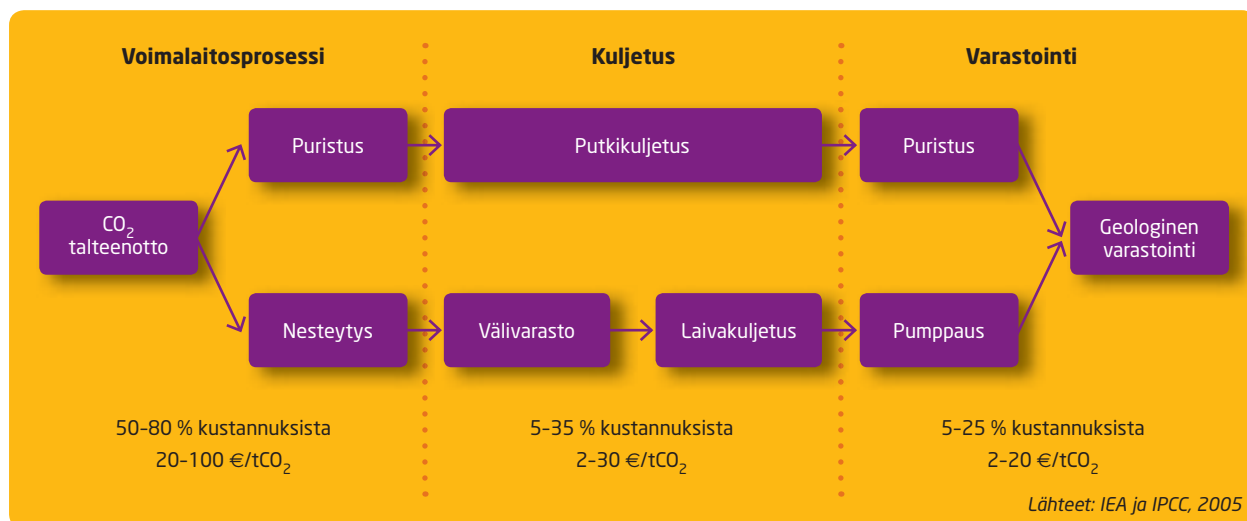 Voimalaitosprosessi
Kuljetus
Varastointi
Puristus
Putkikuljetus
Puristus
CO₂
talteenotto
Geologinen
varastointi
Nesteytys
Välivarasto
Laivakuljetus
Pumppaus
50–80 % kustannuksista
20–100 €/tCO₂
5–35 % kustannuksista
2–30 €/tCO₂
5–25 % kustannuksista
2–20 €/tCO₂
Lähteet: IEA ja IPCC, 2005